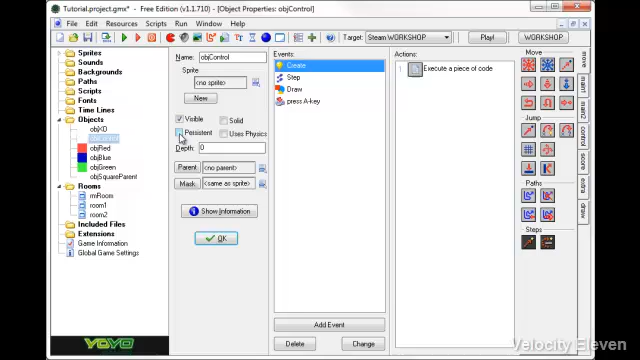 Tutorial.project.gmx* - Free Edition (v1.1.710) - [Object Properties: objControl]
File Edit Resources Scripts Run Window Help
Target: Steam WORKSHOP Play! WORKSHOP
Sprites
Sounds
Backgrounds
Paths
Scripts
Fonts
Time Lines
Objects
objXO
objControl
objRed
objBlue
objGreen
objSquareParent
Rooms
rmRoom
room1
room2
Included Files
Extensions
Game Information
Global Game Settings
YOYO
Name: objControl
Sprite
<no sprite>
New
Visible Solid
Persistent Uses Physics
Depth: 0
Parent <no parent>
Mask <same as sprite>
Show Information
OK
Events:
Create
Step
Draw
press A-key
Add Event
Delete Change
Actions:
1 Execute a piece of code
Move
Jump
Paths
Steps
move
main1
main2
control
score
extra
draw
Velocity Eleven